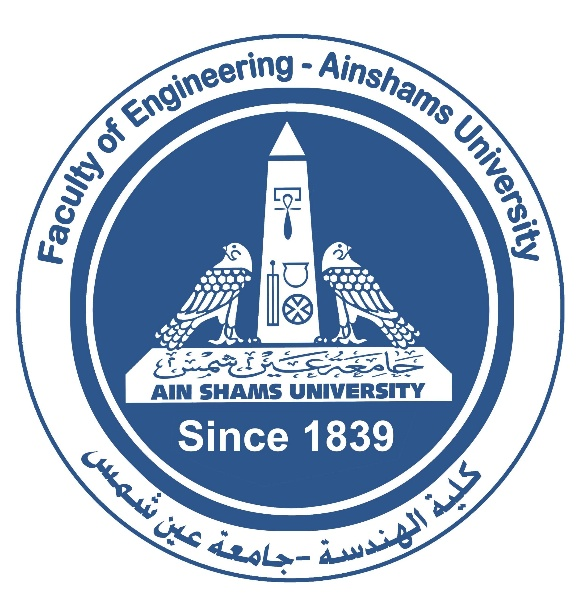 Faculty of Engineering - Ainshams University
جامعة عين شمس
AIN SHAMS UNIVERSITY
Since 1839
كلية الهندسة - جامعة عين شمس